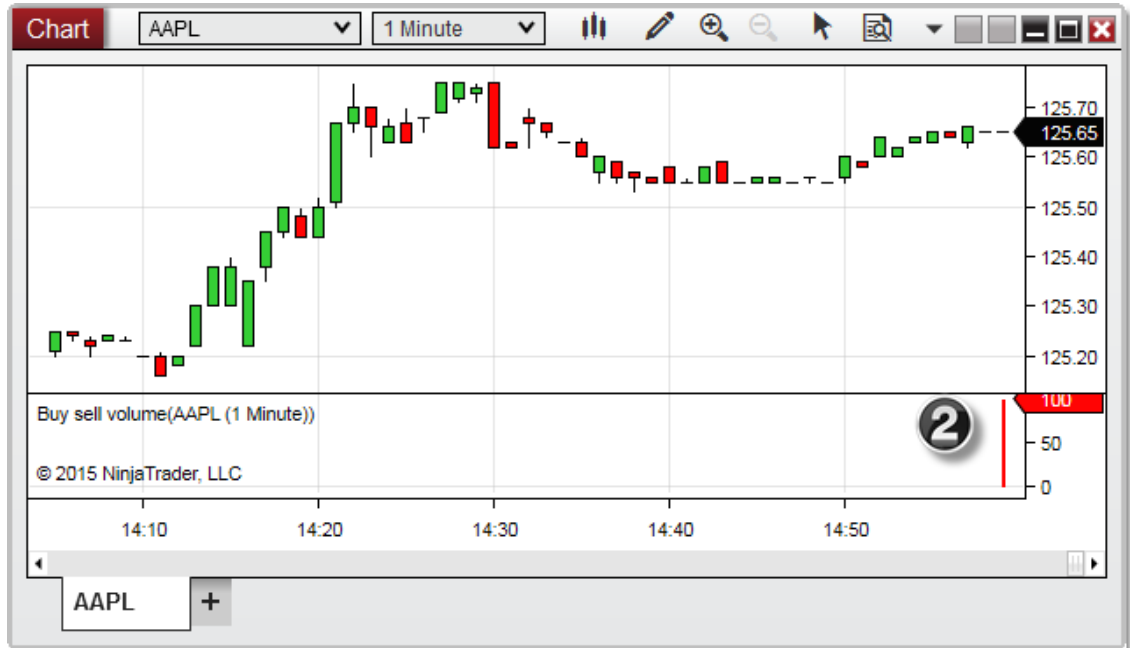 Chart AAPL 1 Minute
125.70
125.65
125.60
125.50
125.40
125.30
125.20
Buy sell volume(AAPL (1 Minute))
2
100
50
© 2015 NinjaTrader, LLC
0
14:10 14:20 14:30 14:40 14:50
AAPL +